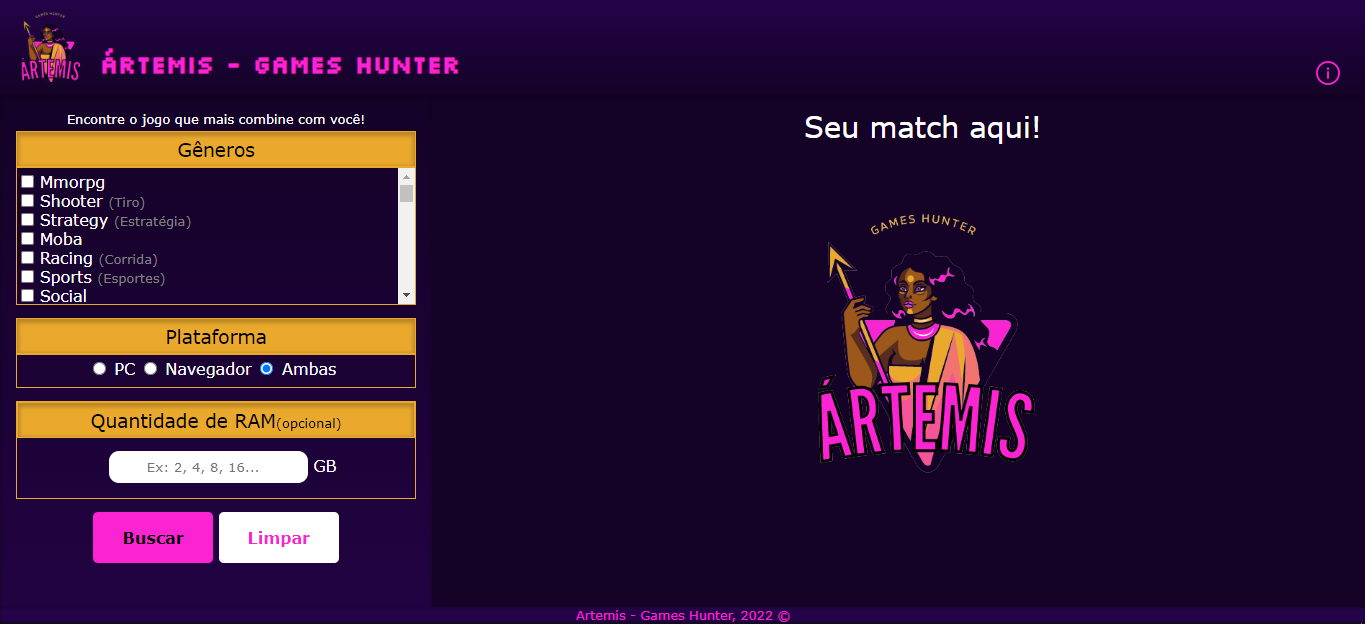 GAMES HUNTER
ÁRTEMIS
ÁRTEMIS - GAMES HUNTER
Encontre o jogo que mais combine com você!
Gêneros
Mmorpg
Shooter (Tiro)
Strategy (Estratégia)
Moba
Racing (Corrida)
Sports (Esportes)
Social
Plataforma
PC Navegador Ambas
Quantidade de RAM(opcional)
Ex: 2, 4, 8, 16... GB
Buscar Limpar
Seu match aqui!
GAMES HUNTER
ÁRTEMIS
Artemis - Games Hunter, 2022 ©